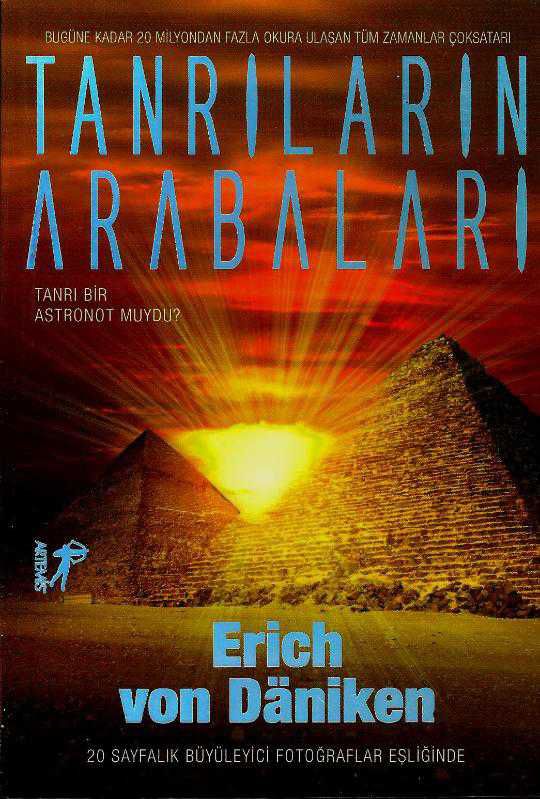 BUGÜNE KADAR 20 MİLYONDAN FAZLA OKURA ULAŞAN TÜM ZAMANLAR ÇOKSATARI
TANRILARIN
ARABALARI
TANRI BİR
ASTRONOT MUYDU?
ARTEMİS
Erich
von Däniken
20 SAYFALIK BÜYÜLEYİCİ FOTOĞRAFLAR EŞLİĞİNDE